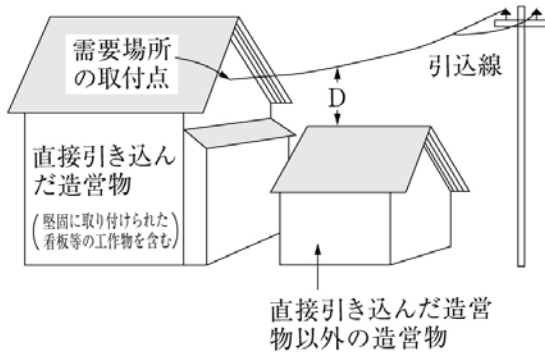 需要場所
の取付点
引込線
D
直接引き込ん
だ造営物
(堅固に取り付けられた
看板等の工作物を含む)
直接引き込んだ造営
物以外の造営物